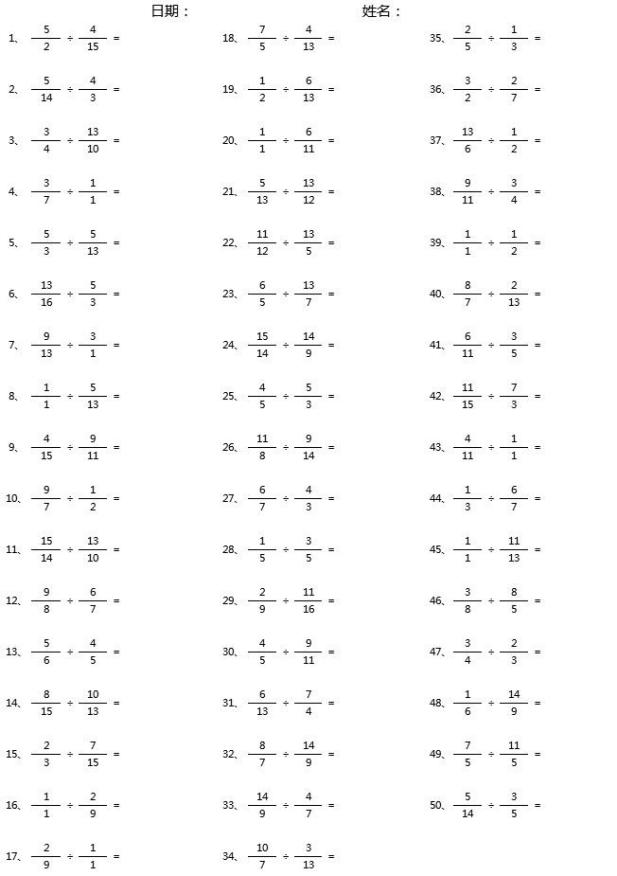 日期： 姓名：
1、 5/2 ÷ 4/15 = 18、 7/5 ÷ 4/13 = 35、 2/5 ÷ 1/3 =
2、 5/14 ÷ 4/3 = 19、 1/2 ÷ 6/13 = 36、 3/2 ÷ 2/7 =
3、 3/4 ÷ 13/10 = 20、 1/1 ÷ 6/11 = 37、 13/6 ÷ 1/2 =
4、 3/7 ÷ 1/1 = 21、 5/13 ÷ 13/12 = 38、 9/11 ÷ 3/4 =
5、 5/3 ÷ 5/13 = 22、 11/12 ÷ 13/5 = 39、 1/1 ÷ 1/2 =
6、 13/16 ÷ 5/3 = 23、 6/5 ÷ 13/7 = 40、 8/7 ÷ 2/13 =
7、 9/13 ÷ 3/1 = 24、 15/14 ÷ 14/9 = 41、 6/11 ÷ 3/5 =
8、 1/1 ÷ 5/13 = 25、 4/5 ÷ 5/3 = 42、 11/15 ÷ 7/3 =
9、 4/15 ÷ 9/11 = 26、 11/8 ÷ 9/14 = 43、 4/11 ÷ 1/1 =
10、 9/7 ÷ 1/2 = 27、 6/7 ÷ 4/3 = 44、 1/3 ÷ 6/7 =
11、 15/14 ÷ 13/10 = 28、 1/5 ÷ 3/5 = 45、 1/1 ÷ 11/13 =
12、 9/8 ÷ 6/7 = 29、 2/9 ÷ 11/16 = 46、 3/8 ÷ 8/5 =
13、 5/6 ÷ 4/5 = 30、 4/5 ÷ 9/11 = 47、 3/4 ÷ 2/3 =
14、 8/15 ÷ 10/13 = 31、 6/13 ÷ 7/4 = 48、 1/6 ÷ 14/9 =
15、 2/3 ÷ 7/15 = 32、 8/7 ÷ 14/9 = 49、 7/5 ÷ 11/5 =
16、 1/1 ÷ 2/9 = 33、 14/9 ÷ 4/7 = 50、 5/14 ÷ 3/5 =
17、 2/9 ÷ 1/1 = 34、 10/7 ÷ 3/13 =